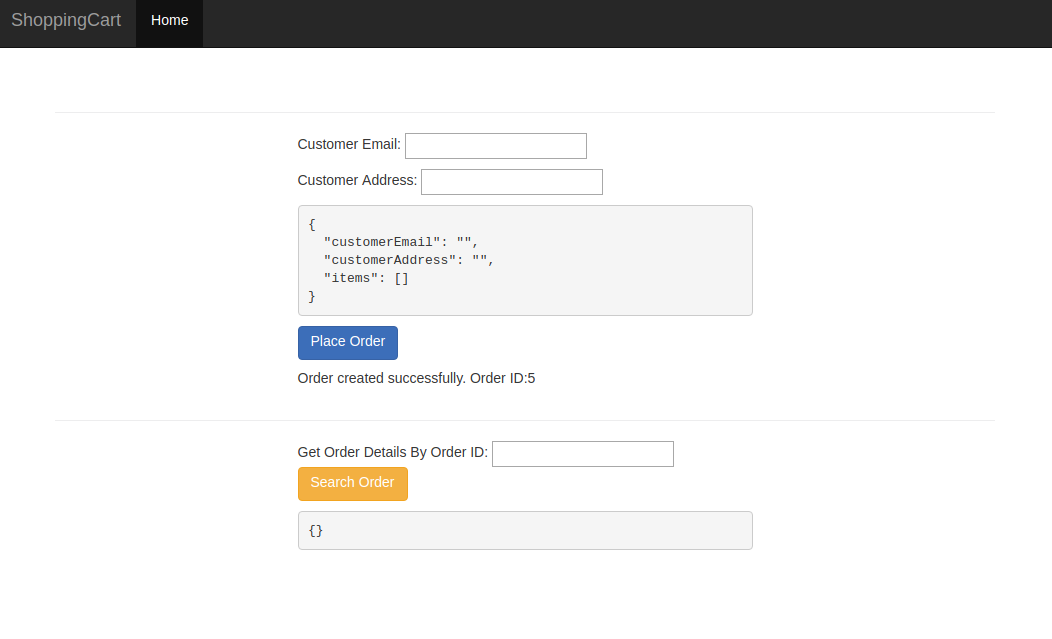 ShoppingCart Home
Customer Email:
Customer Address:
{
  "customerEmail": "",
  "customerAddress": "",
  "items": []
}
Place Order
Order created successfully. Order ID:5
Get Order Details By Order ID:
Search Order
{}